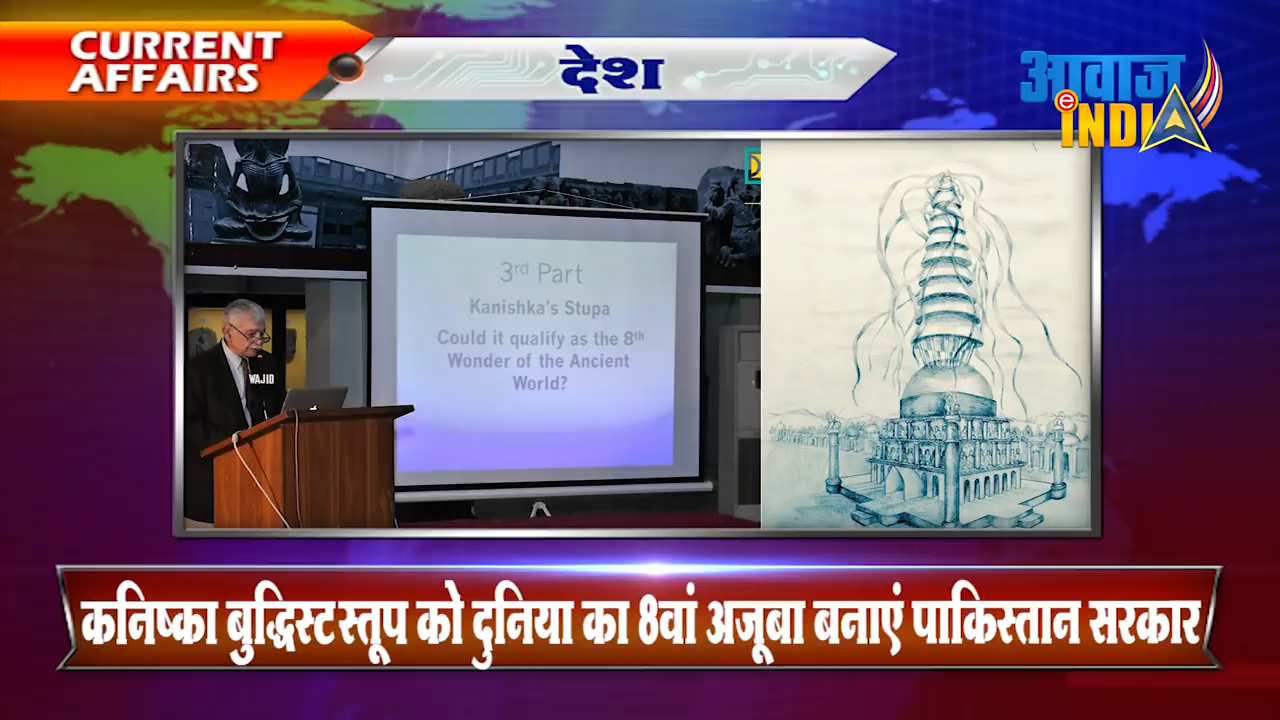 CURRENT
AFFAIRS
देश
आवाज
e
INDIA
3rd Part
Kanishka's Stupa
Could it qualify as the 8th
Wonder of the Ancient
World?
WAJID
कनिष्का बुद्धिस्ट स्तूप को दुनिया का 8वां अजूबा बनाएं पाकिस्तान सरकार